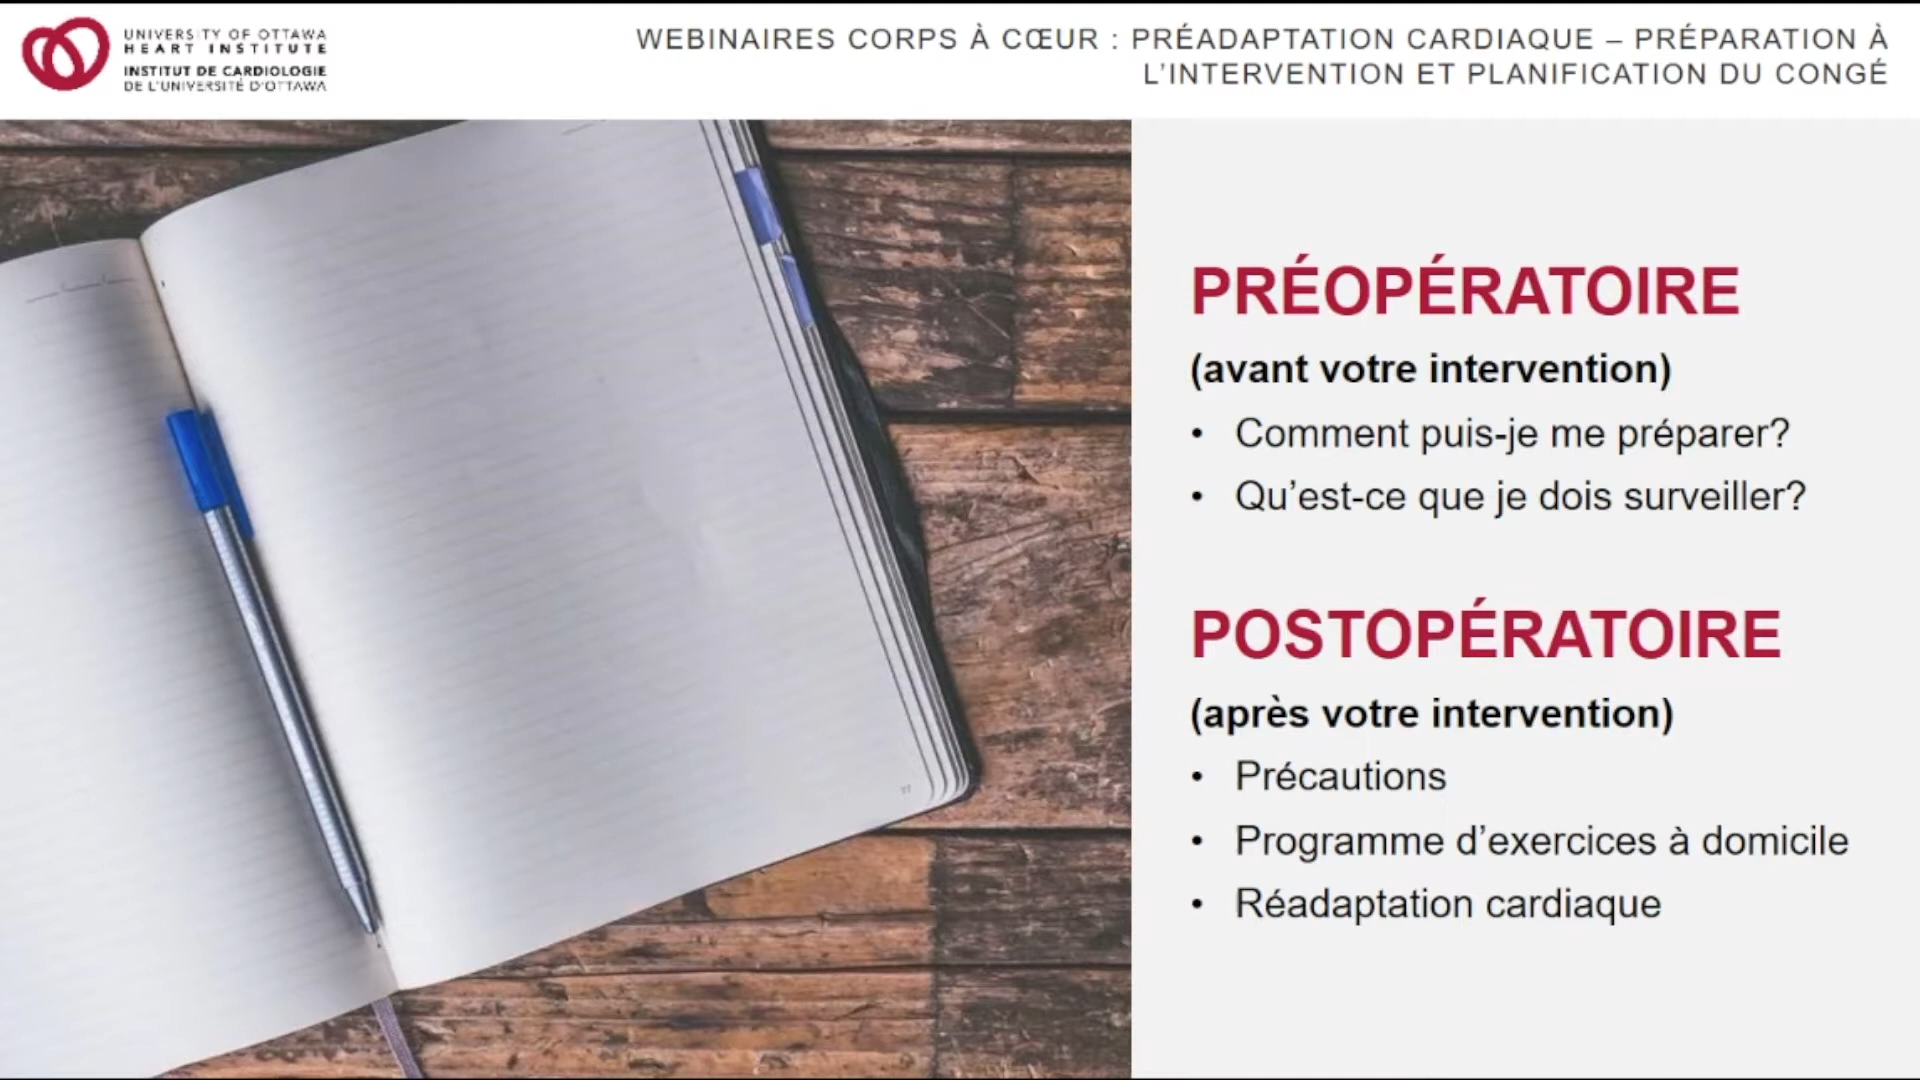 UNIVERSITY OF OTTAWA
HEART INSTITUTE
INSTITUT DE CARDIOLOGIE
DE L'UNIVERSITÉ D'OTTAWA
WEBINAIRES CORPS À CŒUR : PRÉADAPTATION CARDIAQUE – PRÉPARATION À
L'INTERVENTION ET PLANIFICATION DU CONGÉ
PRÉOPÉRATOIRE
(avant votre intervention)
• Comment puis-je me préparer?
• Qu'est-ce que je dois surveiller?
POSTOPÉRATOIRE
(après votre intervention)
• Précautions
• Programme d'exercices à domicile
• Réadaptation cardiaque